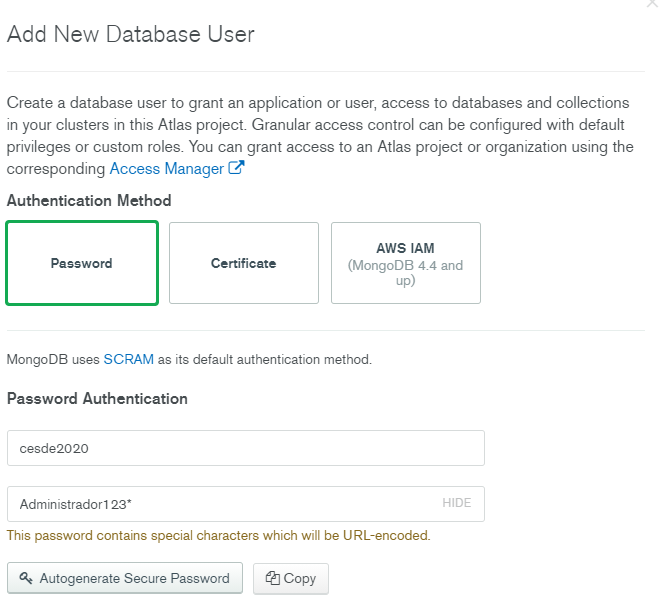 Add New Database User
Create a database user to grant an application or user, access to databases and collections
in your clusters in this Atlas project. Granular access control can be configured with default
privileges or custom roles. You can grant access to an Atlas project or organization using the
corresponding Access Manager
Authentication Method
Password
Certificate
AWS IAM
(MongoDB 4.4 and
up)
MongoDB uses SCRAM as its default authentication method.
Password Authentication
cesde2020
Administrador123* HIDE
This password contains special characters which will be URL-encoded.
Autogenerate Secure Password
Copy